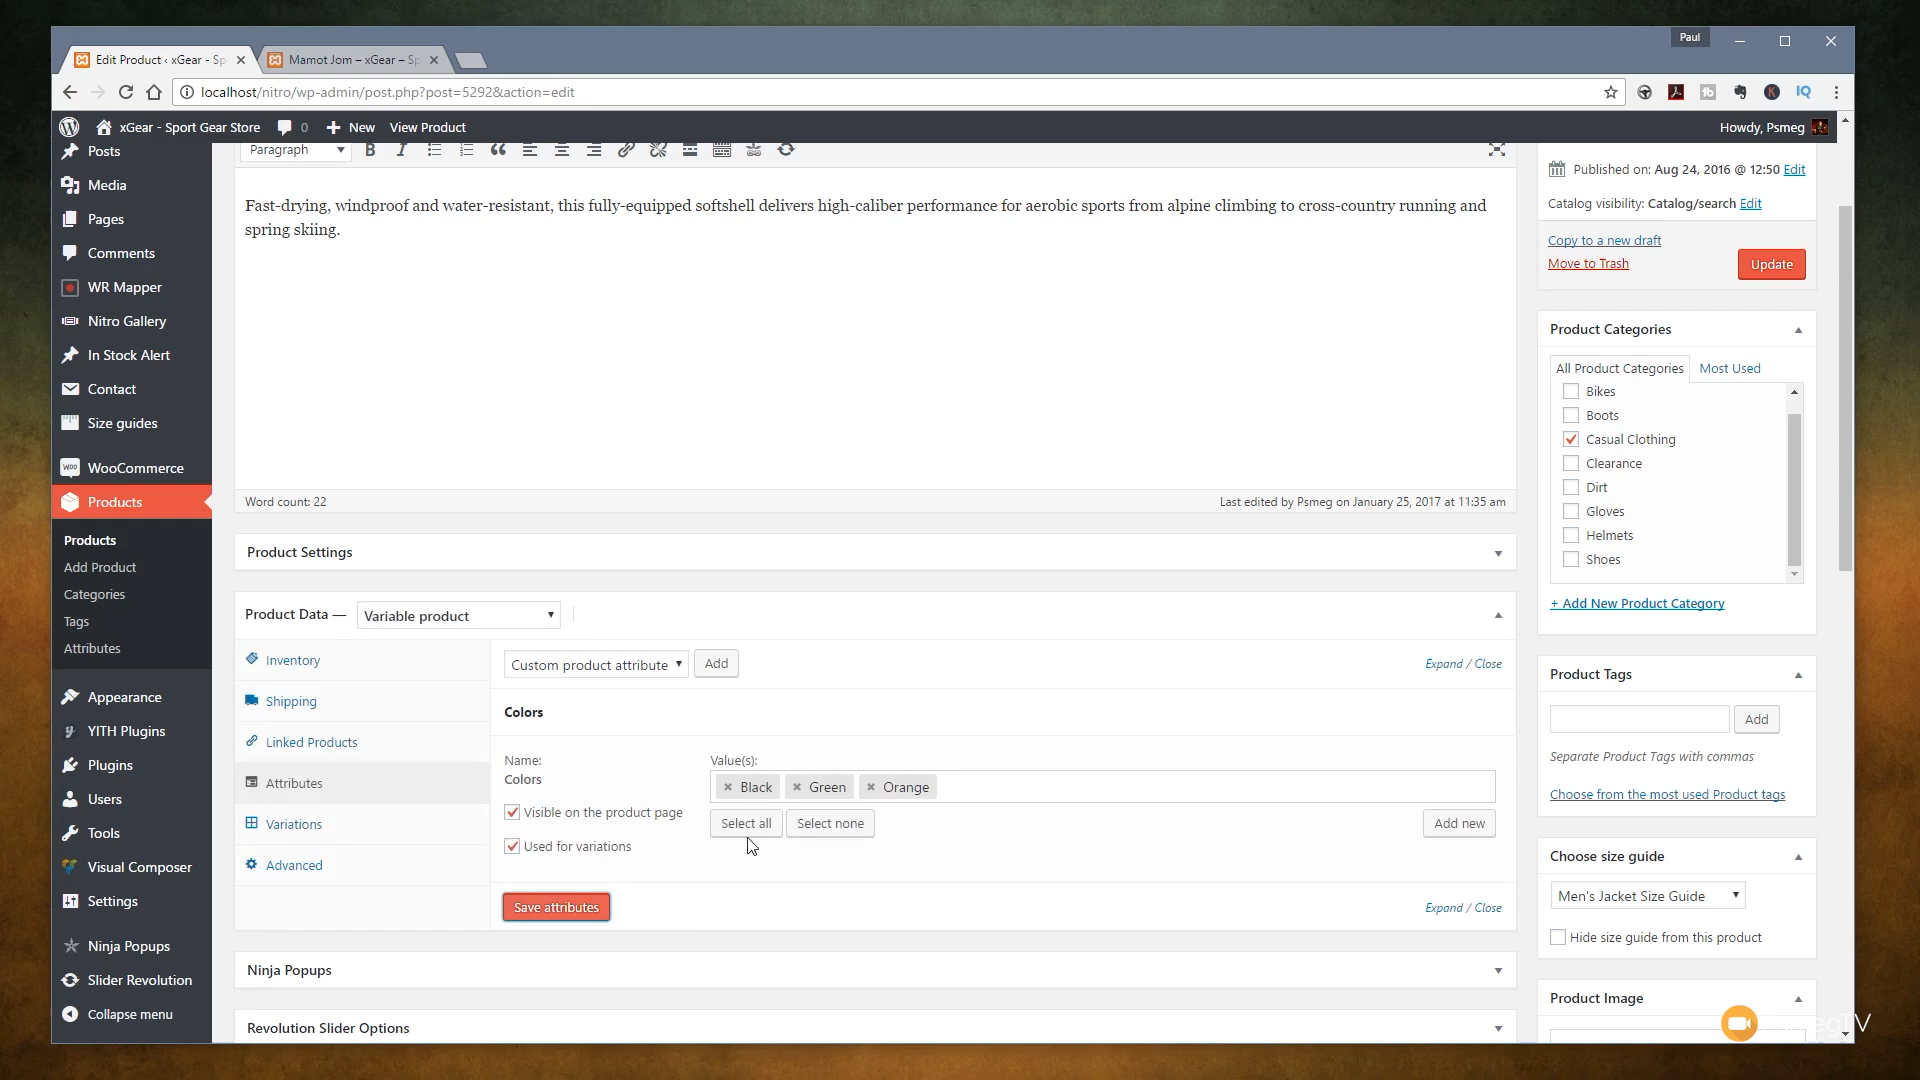 Paul
Edit Product ‹ xGear - Sp
Mamot Jom – xGear – Sp
localhost/nitro/wp-admin/post.php?post=5292&action=edit
xGear - Sport Gear Store
0
New
View Product
Howdy, Psmeg
Posts
Media
Pages
Comments
WR Mapper
Nitro Gallery
In Stock Alert
Contact
Size guides
WooCommerce
Products
Products
Add Product
Categories
Tags
Attributes
Appearance
YITH Plugins
Plugins
Users
Tools
Visual Composer
Settings
Ninja Popups
Slider Revolution
Collapse menu
Paragraph
Fast-drying, windproof and water-resistant, this fully-equipped softshell delivers high-caliber performance for aerobic sports from alpine climbing to cross-country running and
spring skiing.
Word count: 22
Last edited by Psmeg on January 25, 2017 at 11:35 am
Product Settings
Product Data —
Variable product
Inventory
Shipping
Linked Products
Attributes
Variations
Advanced
Custom product attribute
Add
Expand / Close
Colors
Name:
Colors
Value(s):
× Black
× Green
× Orange
Visible on the product page
Select all
Select none
Add new
Used for variations
Save attributes
Expand / Close
Ninja Popups
Revolution Slider Options
Published on: Aug 24, 2016 @ 12:50 Edit
Catalog visibility: Catalog/search Edit
Copy to a new draft
Move to Trash
Update
Product Categories
All Product Categories
Most Used
Bikes
Boots
Casual Clothing
Clearance
Dirt
Gloves
Helmets
Shoes
+ Add New Product Category
Product Tags
Add
Separate Product Tags with commas
Choose from the most used Product tags
Choose size guide
Men's Jacket Size Guide
Hide size guide from this product
Product Image